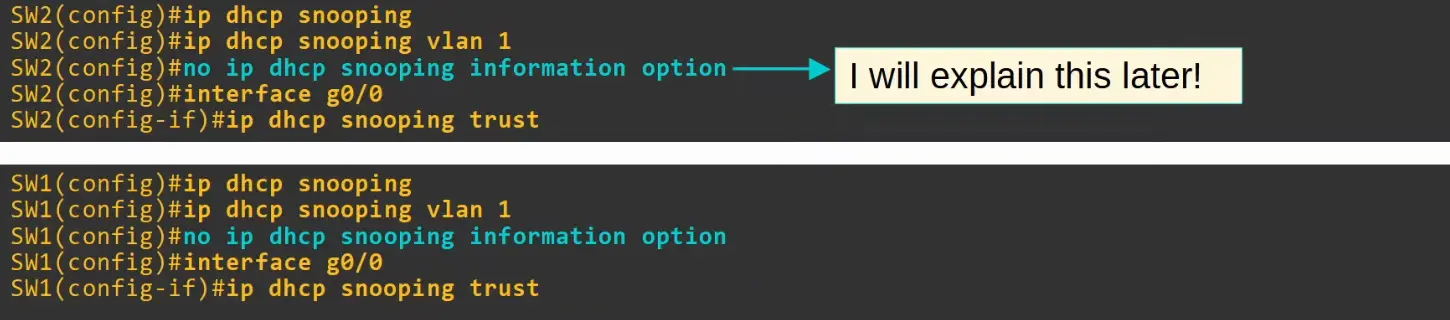 SW2(config)#ip dhcp snooping
SW2(config)#ip dhcp snooping vlan 1
SW2(config)#no ip dhcp snooping information option
I will explain this later!
SW2(config)#interface g0/0
SW2(config-if)#ip dhcp snooping trust
SW1(config)#ip dhcp snooping
SW1(config)#ip dhcp snooping vlan 1
SW1(config)#no ip dhcp snooping information option
SW1(config)#interface g0/0
SW1(config-if)#ip dhcp snooping trust